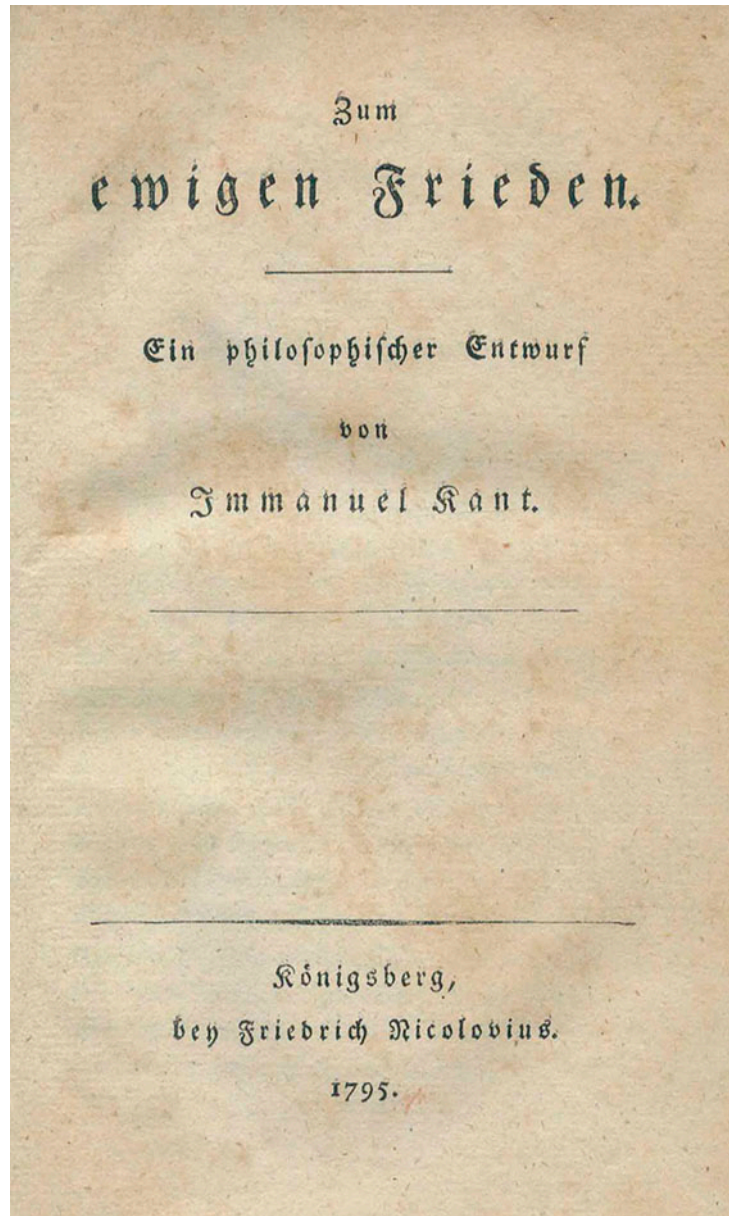 Zum
ewigen Frieden.
Ein philoſophiſcher Entwurf
von
Immanuel Kant.
Königsberg,
bey Friedrich Nicolovius.
1795.